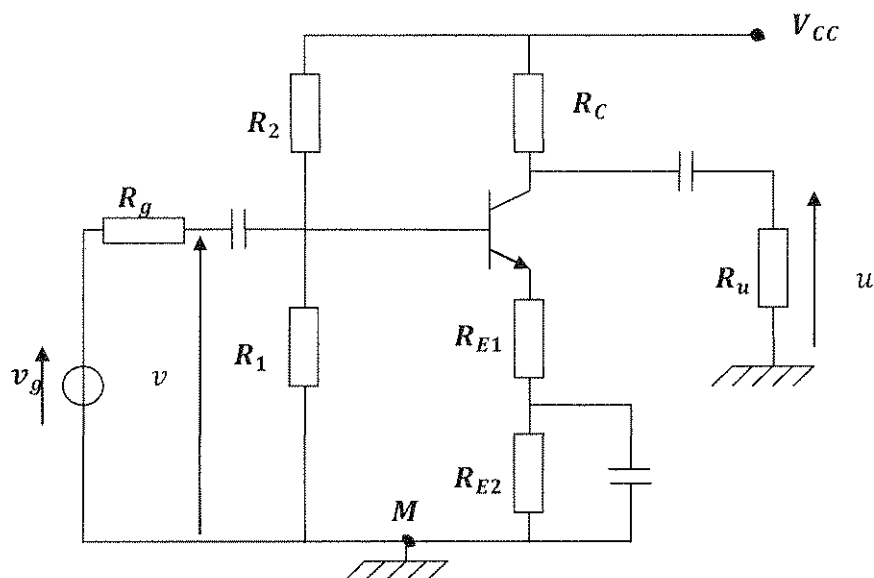 V_CC
R_2
R_C
R_g
R_u
u
R_E1
R_1
v_g
v
R_E2
M